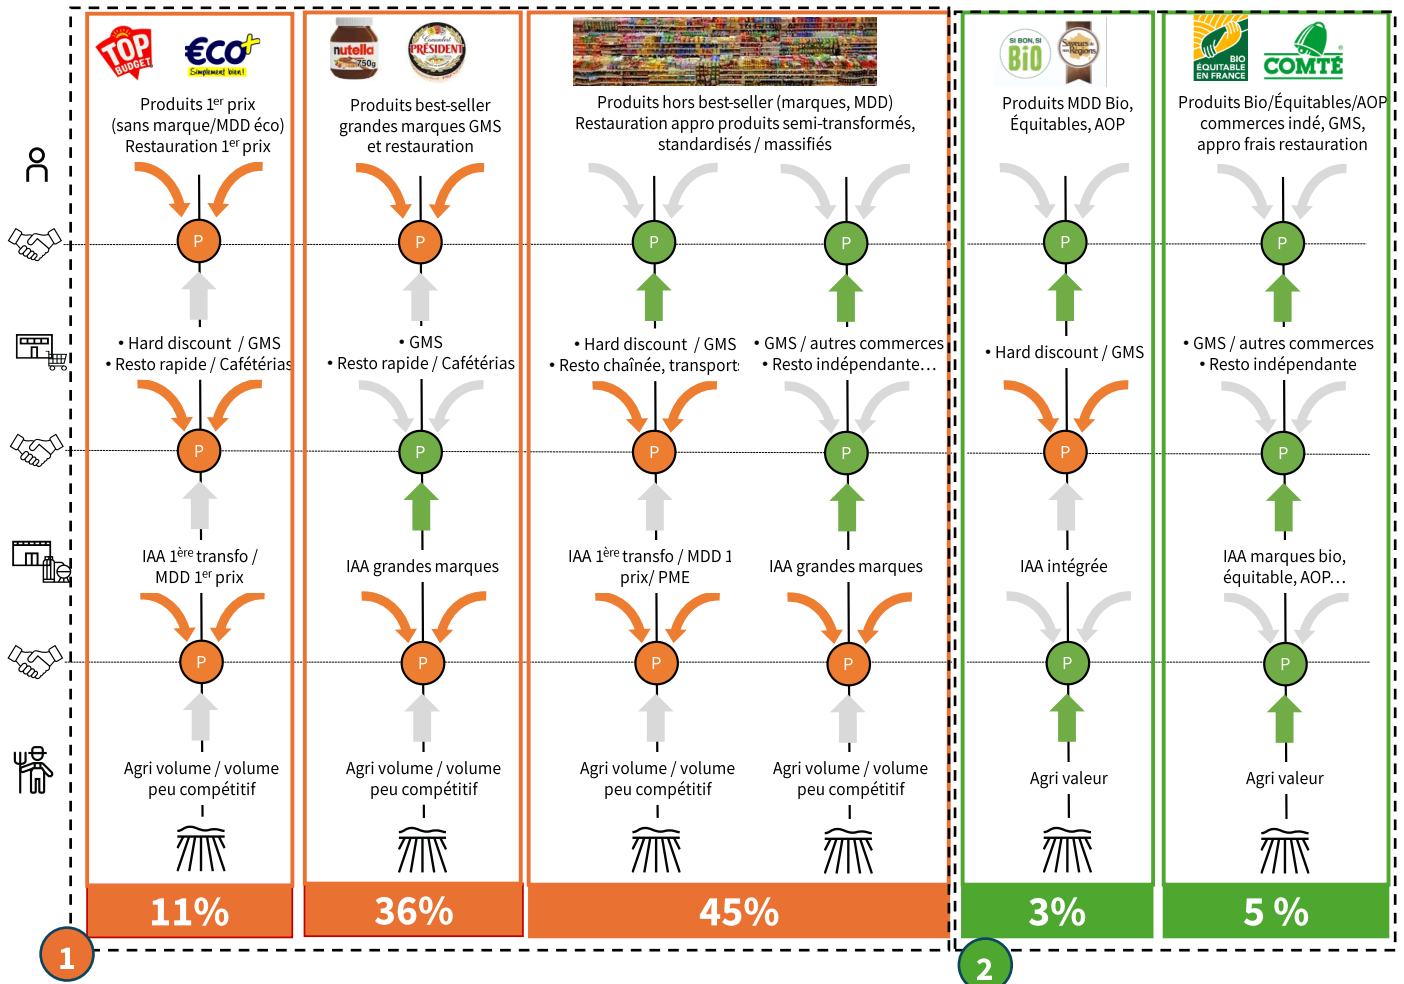 TOP
BUDGET
€co+
Simplement bien!
nutella
750g
Camembert
PRÉSIDENT
SI BON, SI
BiO
Saveurs de
nos Régions
BIO
ÉQUITABLE
EN FRANCE
COMTÉ
Produits 1er prix
(sans marque/MDD éco)
Restauration 1er prix
Produits best-seller
grandes marques GMS
et restauration
Produits hors best-seller (marques, MDD)
Restauration appro produits semi-transformés,
standardisés / massifiés
Produits MDD Bio,
Équitables, AOP
Produits Bio/Équitables/AOP
commerces indé, GMS,
appro frais restauration
P
P
P
P
P
P
• Hard discount / GMS
• Resto rapide / Cafétérias
• GMS
• Resto rapide / Cafétérias
• Hard discount / GMS
• Resto chaînée, transports
• GMS / autres commerces
• Resto indépendante…
• Hard discount / GMS
• GMS / autres commerces
• Resto indépendante
P
P
P
P
P
P
IAA 1ère transfo /
MDD 1er prix
IAA grandes marques
IAA 1ère transfo / MDD 1
prix/ PME
IAA grandes marques
IAA intégrée
IAA marques bio,
équitable, AOP…
P
P
P
P
P
P
Agri volume / volume
peu compétitif
Agri volume / volume
peu compétitif
Agri volume / volume
peu compétitif
Agri volume / volume
peu compétitif
Agri valeur
Agri valeur
11%
36%
45%
3%
5 %
1
2